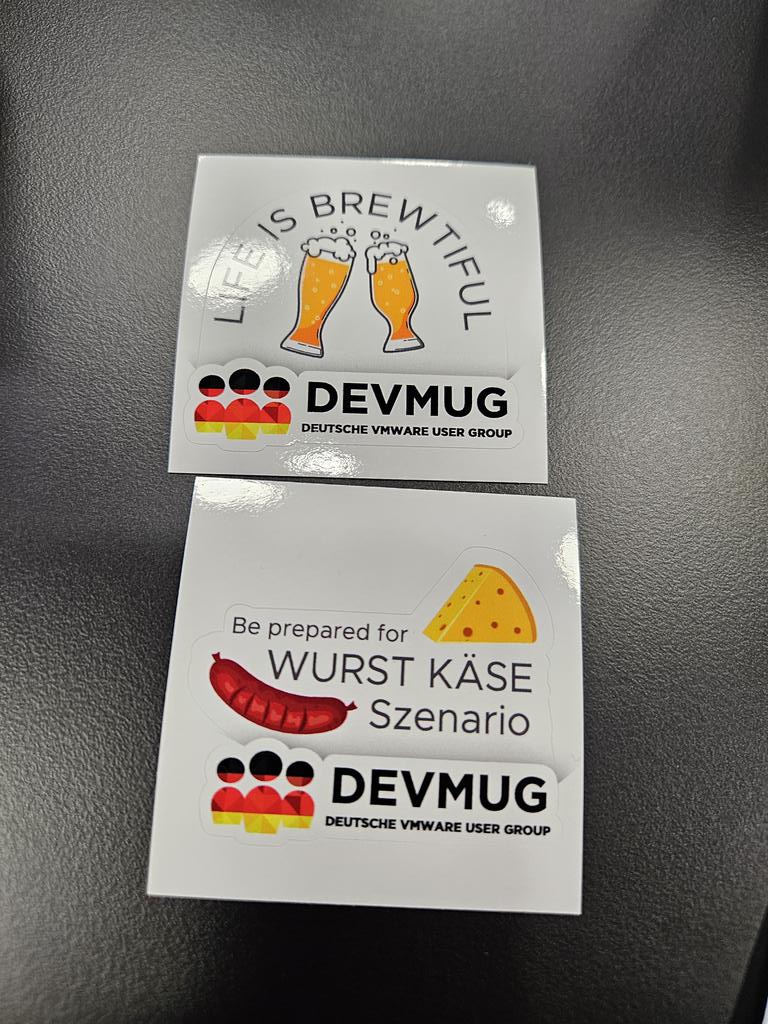 LIFE IS BREWTIFUL
DEVMUG
DEUTSCHE VMWARE USER GROUP
Be prepared for
WURST KÄSE
Szenario
DEVMUG
DEUTSCHE VMWARE USER GROUP